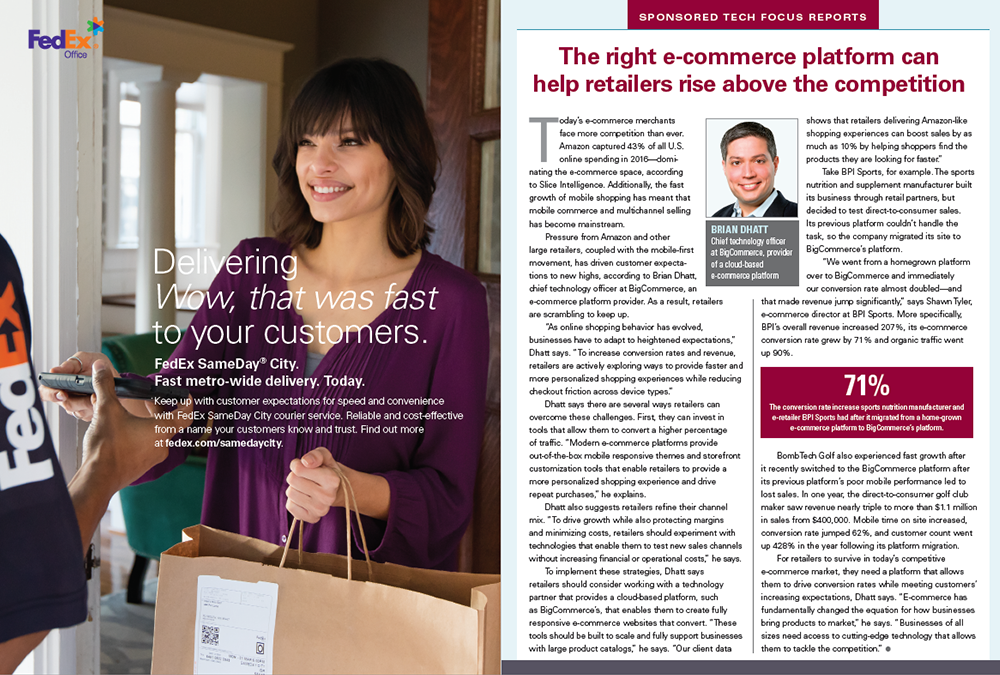 FedEx
Office
Delivering
Wow, that was fast
to your customers.
FedEx SameDay® City.
Fast metro-wide delivery. Today.
Keep up with customer expectations for speed and convenience
with FedEx SameDay City courier service. Reliable and cost-effective
from a name your customers know and trust. Find out more
at fedex.com/samedaycity.
FedEx
SPONSORED TECH FOCUS REPORTS
The right e-commerce platform can
help retailers rise above the competition
Today's e-commerce merchants
face more competition than ever.
Amazon captured 43% of all U.S.
online spending in 2016—domi-
nating the e-commerce space, according
to Slice Intelligence. Additionally, the fast
growth of mobile shopping has meant that
mobile commerce and multichannel selling
has become mainstream.
Pressure from Amazon and other
large retailers, coupled with the mobile-first
movement, has driven customer expecta-
tions to new highs, according to Brian Dhatt,
chief technology officer at BigCommerce, an
e-commerce platform provider. As a result, retailers
are scrambling to keep up.
"As online shopping behavior has evolved,
businesses have to adapt to heightened expectations,"
Dhatt says. "To increase conversion rates and revenue,
retailers are actively exploring ways to provide faster and
more personalized shopping experiences while reducing
checkout friction across device types."
Dhatt says there are several ways retailers can
overcome these challenges. First, they can invest in
tools that allow them to convert a higher percentage
of traffic. "Modern e-commerce platforms provide
out-of-the-box mobile responsive themes and storefront
customization tools that enable retailers to provide a
more personalized shopping experience and drive
repeat purchases," he explains.
Dhatt also suggests retailers refine their channel
mix. "To drive growth while also protecting margins
and minimizing costs, retailers should experiment with
technologies that enable them to test new sales channels
without increasing financial or operational costs," he says.
To implement these strategies, Dhatt says
retailers should consider working with a technology
partner that provides a cloud-based platform, such
as BigCommerce's, that enables them to create fully
responsive e-commerce websites that convert. "These
tools should be built to scale and fully support businesses
with large product catalogs," he says. "Our client data
BRIAN DHATT
Chief technology officer
at BigCommerce, provider
of a cloud-based
e-commerce platform
shows that retailers delivering Amazon-like
shopping experiences can boost sales by as
much as 10% by helping shoppers find the
products they are looking for faster."
Take BPI Sports, for example. The sports
nutrition and supplement manufacturer built
its business through retail partners, but
decided to test direct-to-consumer sales.
Its previous platform couldn't handle the
task, so the company migrated its site to
BigCommerce's platform.
"We went from a homegrown platform
over to BigCommerce and immediately
our conversion rate almost doubled—and
that made revenue jump significantly," says Shawn Tyler,
e-commerce director at BPI Sports. More specifically,
BPI's overall revenue increased 207%, its e-commerce
conversion rate grew by 71% and organic traffic went
up 90%.
71%
The conversion rate increase sports nutrition manufacturer and
e-retailer BPI Sports had after it migrated from a home-grown
e-commerce platform to BigCommerce's platform.
BombTech Golf also experienced fast growth after
it recently switched to the BigCommerce platform after
its previous platform's poor mobile performance led to
lost sales. In one year, the direct-to-consumer golf club
maker saw revenue nearly triple to more than $1.1 million
in sales from $400,000. Mobile time on site increased,
conversion rate jumped 62%, and customer count went
up 428% in the year following its platform migration.
For retailers to survive in today's competitive
e-commerce market, they need a platform that allows
them to drive conversion rates while meeting customers'
increasing expectations, Dhatt says. "E-commerce has
fundamentally changed the equation for how businesses
bring products to market," he says. "Businesses of all
sizes need access to cutting-edge technology that allows
them to tackle the competition."